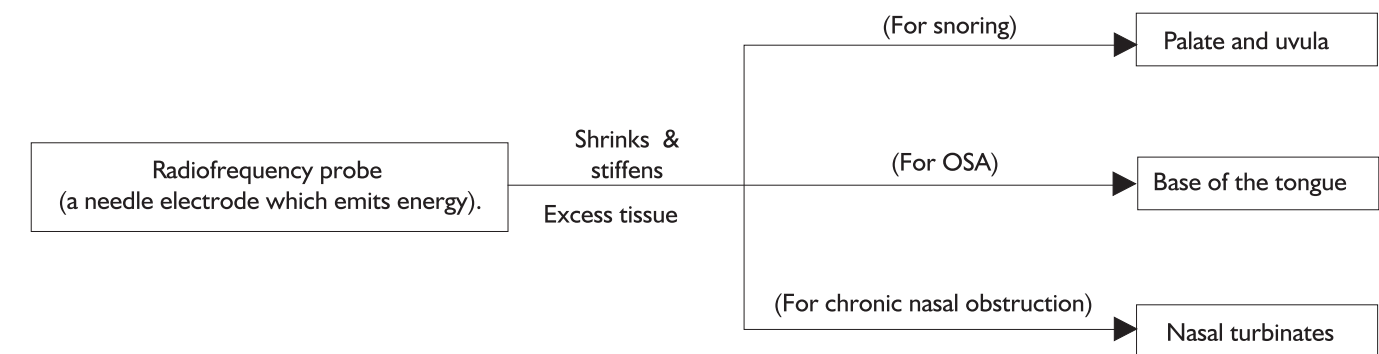 Radiofrequency probe
(a needle electrode which emits energy).
Shrinks &
stiffens
Excess tissue
(For snoring)
Palate and uvula
(For OSA)
Base of the tongue
(For chronic nasal obstruction)
Nasal turbinates